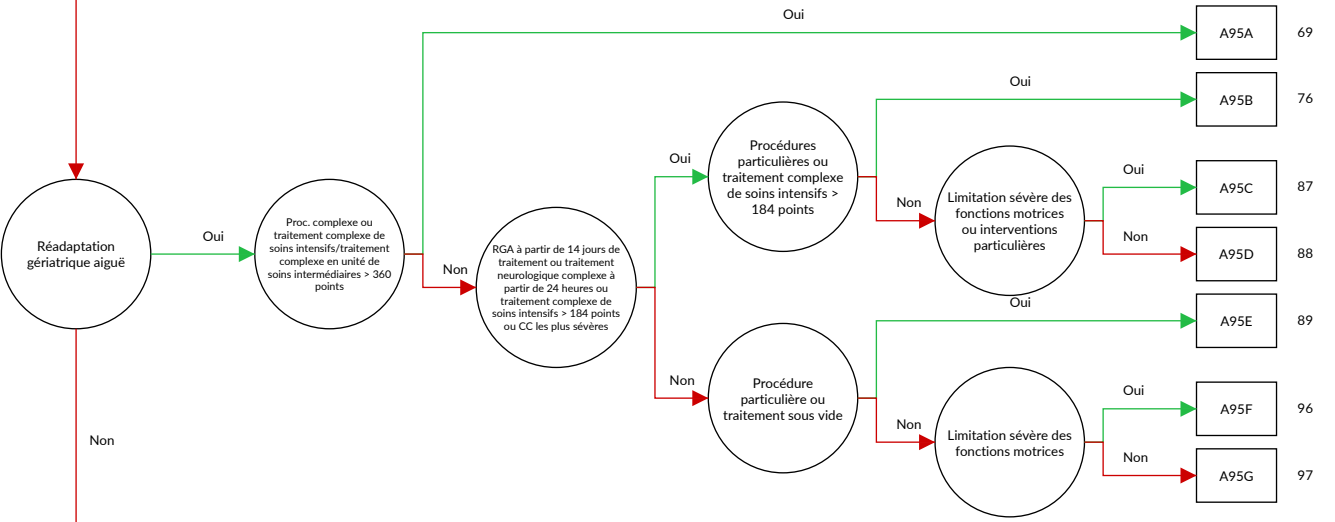 Oui
A95A 69
Oui
A95B 76
Procédures
particulières ou
traitement complexe
de soins intensifs >
184 points
Oui
Non
Limitation sévère des
fonctions motrices
ou interventions
particulières
Oui
A95C 87
Non
A95D 88
Réadaptation
gériatrique aiguë
Oui
Proc. complexe ou
traitement complexe de
soins intensifs/traitement
complexe en unité de
soins intermédiaires > 360
points
Non
RGA à partir de 14 jours de
traitement ou traitement
neurologique complexe à
partir de 24 heures ou
traitement complexe de
soins intensifs > 184 points
ou CC les plus sévères
Oui
A95E 89
Non
Procédure
particulière ou
traitement sous vide
Non
Limitation sévère des
fonctions motrices
Oui
A95F 96
Non
A95G 97
Non